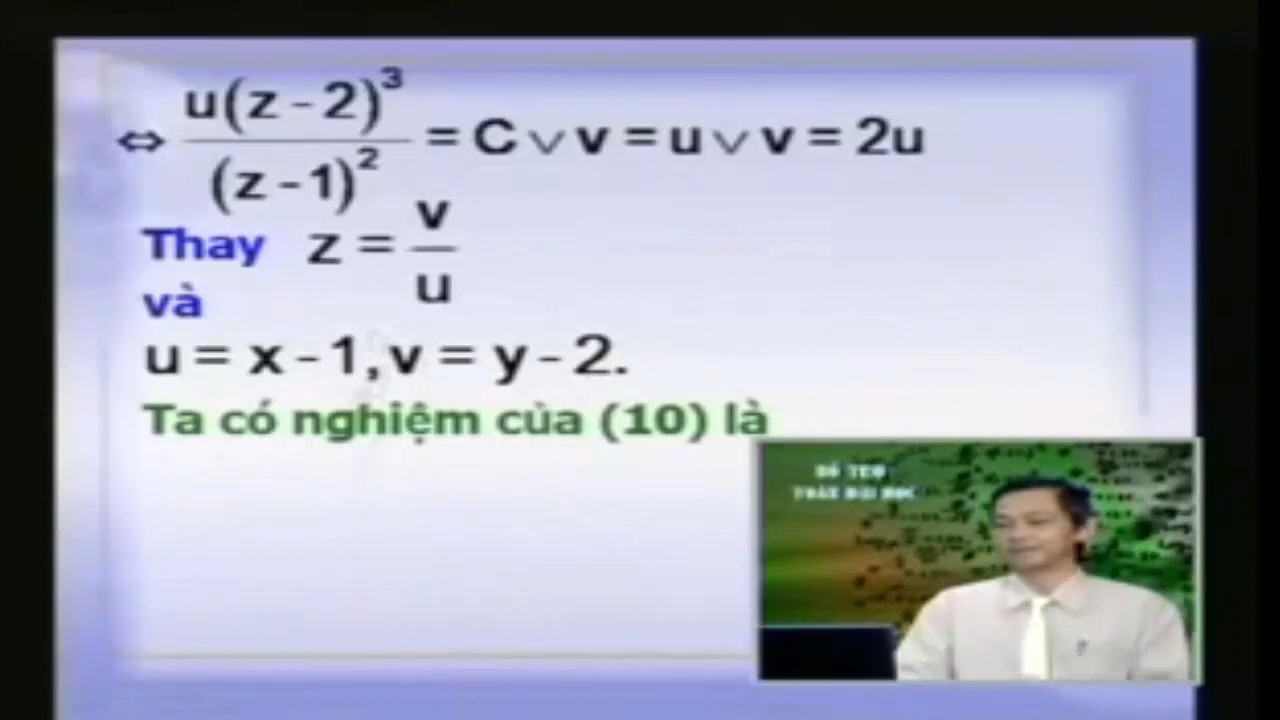 ⇔ u(z - 2)³ / (z - 1)² = C ∨ v = u ∨ v = 2u
Thay z = v / u
và
u = x - 1, v = y - 2.
Ta có nghiệm của (10) là